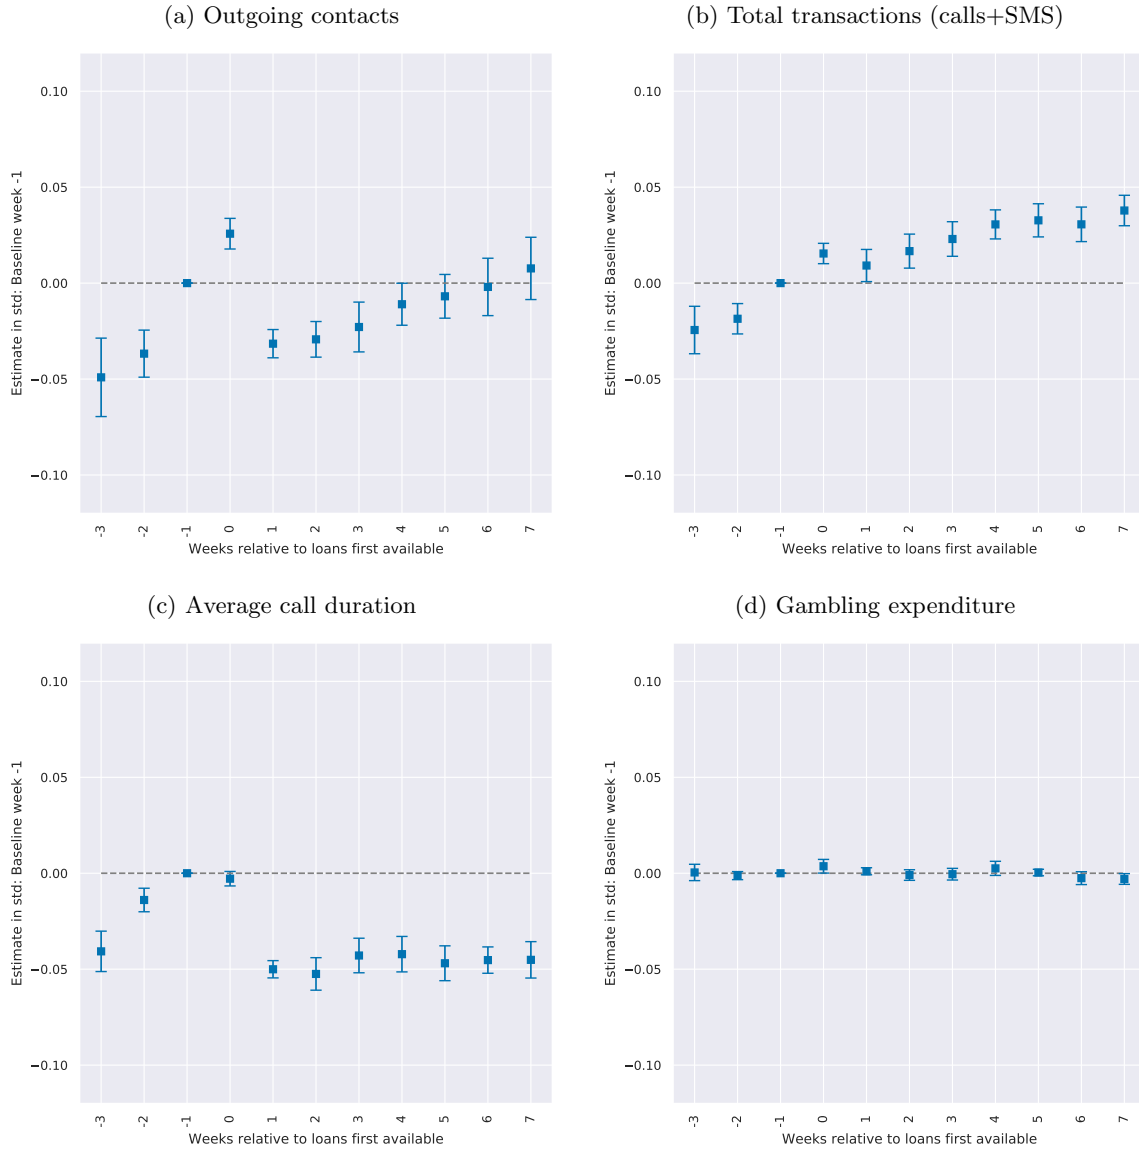 (a) Outgoing contacts
(b) Total transactions (calls+SMS)
Estimate in std: Baseline week -1
0.10
0.05
0.00
−0.05
−0.10
-3 -2 -1 0 1 2 3 4 5 6 7
Weeks relative to loans first available
Estimate in std: Baseline week -1
0.10
0.05
0.00
−0.05
−0.10
-3 -2 -1 0 1 2 3 4 5 6 7
Weeks relative to loans first available
(c) Average call duration
(d) Gambling expenditure
Estimate in std: Baseline week -1
0.10
0.05
0.00
−0.05
−0.10
-3 -2 -1 0 1 2 3 4 5 6 7
Weeks relative to loans first available
Estimate in std: Baseline week -1
0.10
0.05
0.00
−0.05
−0.10
-3 -2 -1 0 1 2 3 4 5 6 7
Weeks relative to loans first available